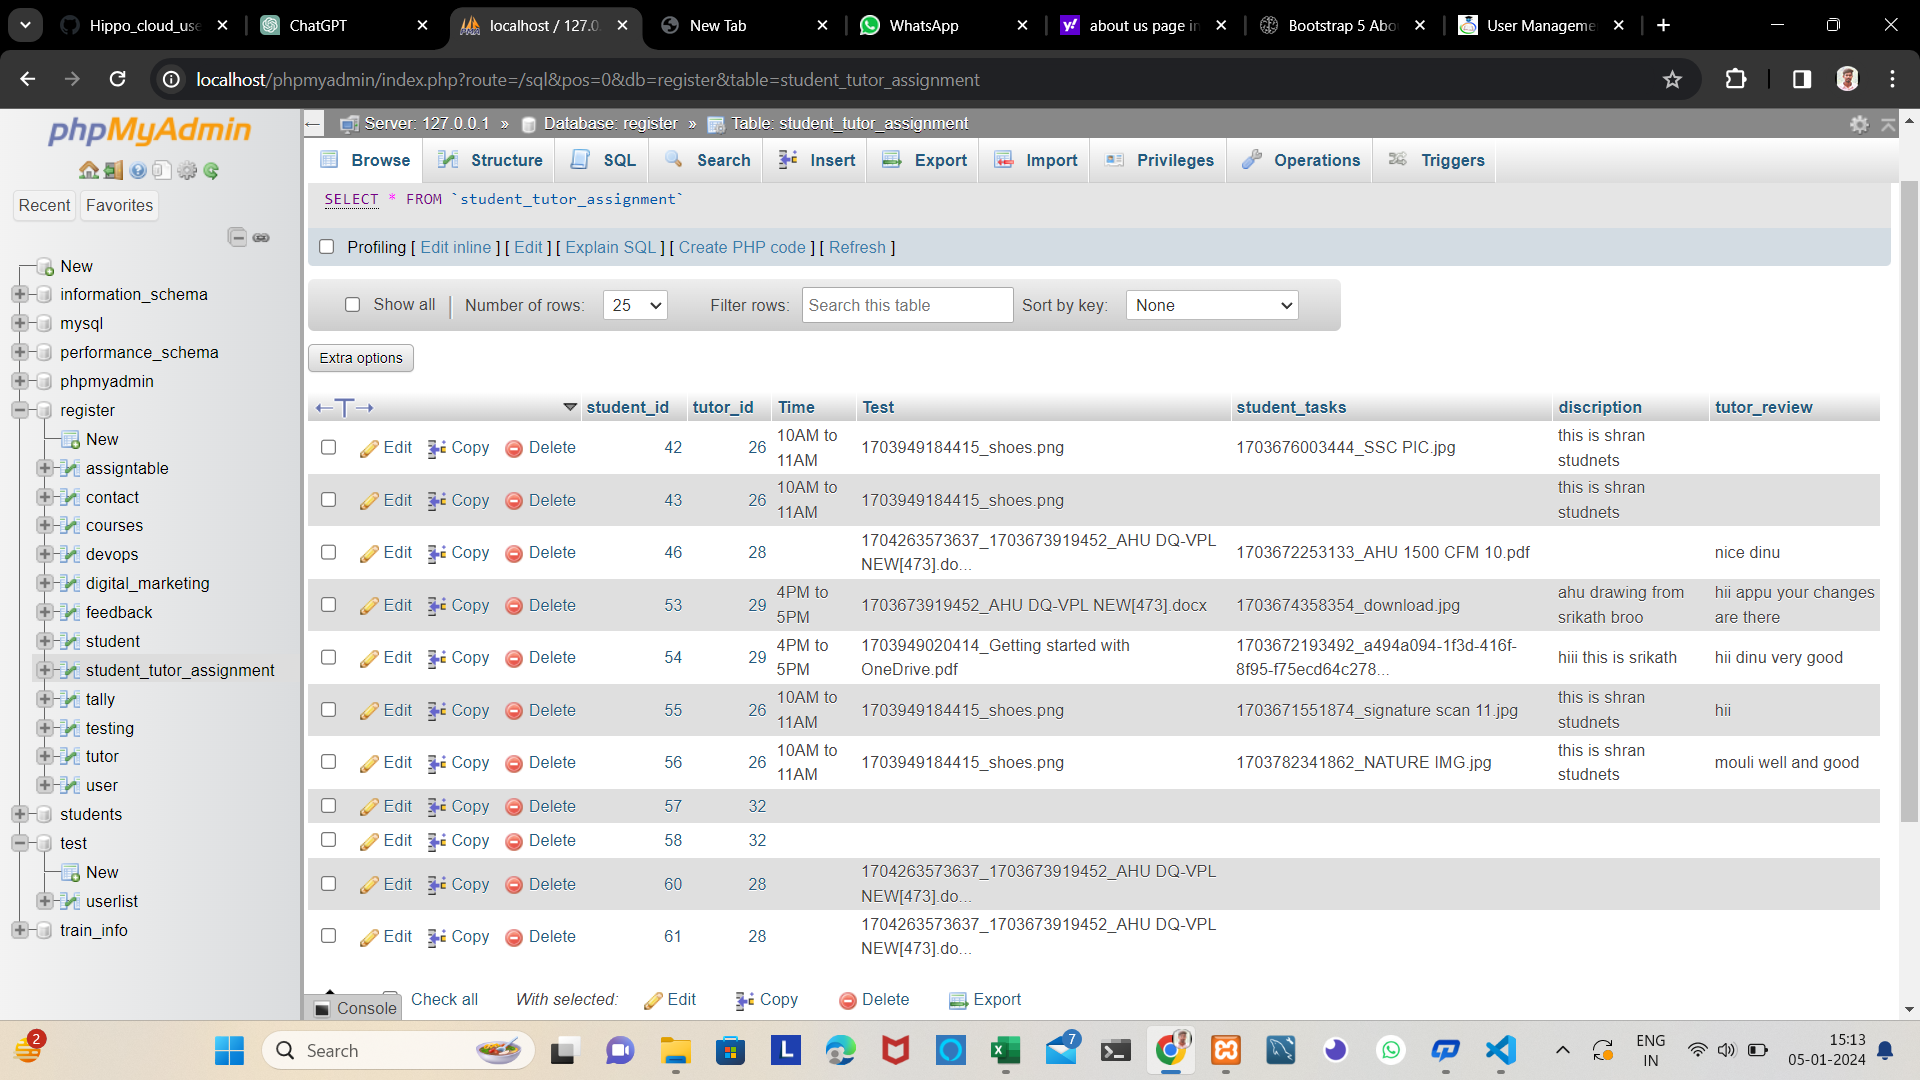 Hippo_cloud_use
ChatGPT
localhost / 127.0.
New Tab
WhatsApp
about us page in
Bootstrap 5 Abo
User Manageme
localhost/phpmyadmin/index.php?route=/sql&pos=0&db=register&table=student_tutor_assignment
phpMyAdmin
Recent
Favorites
New
information_schema
mysql
performance_schema
phpmyadmin
register
New
assigntable
contact
courses
devops
digital_marketing
feedback
student
student_tutor_assignment
tally
testing
tutor
user
students
test
New
userlist
train_info
Server: 127.0.0.1 » Database: register » Table: student_tutor_assignment
Browse Structure SQL Search Insert Export Import Privileges Operations Triggers
SELECT * FROM `student_tutor_assignment`
Profiling [ Edit inline ] [ Edit ] [ Explain SQL ] [ Create PHP code ] [ Refresh ]
Show all Number of rows: 25 Filter rows: Search this table Sort by key: None
Extra options
student_id tutor_id Time Test student_tasks discription tutor_review
Edit Copy Delete 42 26 10AM to 11AM 1703949184415_shoes.png 1703676003444_SSC PIC.jpg this is shran studnets
Edit Copy Delete 43 26 10AM to 11AM 1703949184415_shoes.png this is shran studnets
Edit Copy Delete 46 28 1704263573637_1703673919452_AHU DQ-VPL NEW[473].do... 1703672253133_AHU 1500 CFM 10.pdf nice dinu
Edit Copy Delete 53 29 4PM to 5PM 1703673919452_AHU DQ-VPL NEW[473].docx 1703674358354_download.jpg ahu drawing from srikath broo hii appu your changes are there
Edit Copy Delete 54 29 4PM to 5PM 1703949020414_Getting started with OneDrive.pdf 1703672193492_a494a094-1f3d-416f-8f95-f75ecd64c278... hiii this is srikath hii dinu very good
Edit Copy Delete 55 26 10AM to 11AM 1703949184415_shoes.png 1703671551874_signature scan 11.jpg this is shran studnets hii
Edit Copy Delete 56 26 10AM to 11AM 1703949184415_shoes.png 1703782341862_NATURE IMG.jpg this is shran studnets mouli well and good
Edit Copy Delete 57 32
Edit Copy Delete 58 32
Edit Copy Delete 60 28 1704263573637_1703673919452_AHU DQ-VPL NEW[473].do...
Edit Copy Delete 61 28 1704263573637_1703673919452_AHU DQ-VPL NEW[473].do...
Check all With selected: Edit Copy Delete Export
Console
2
Search
L
7
ENG
IN
15:13
05-01-2024